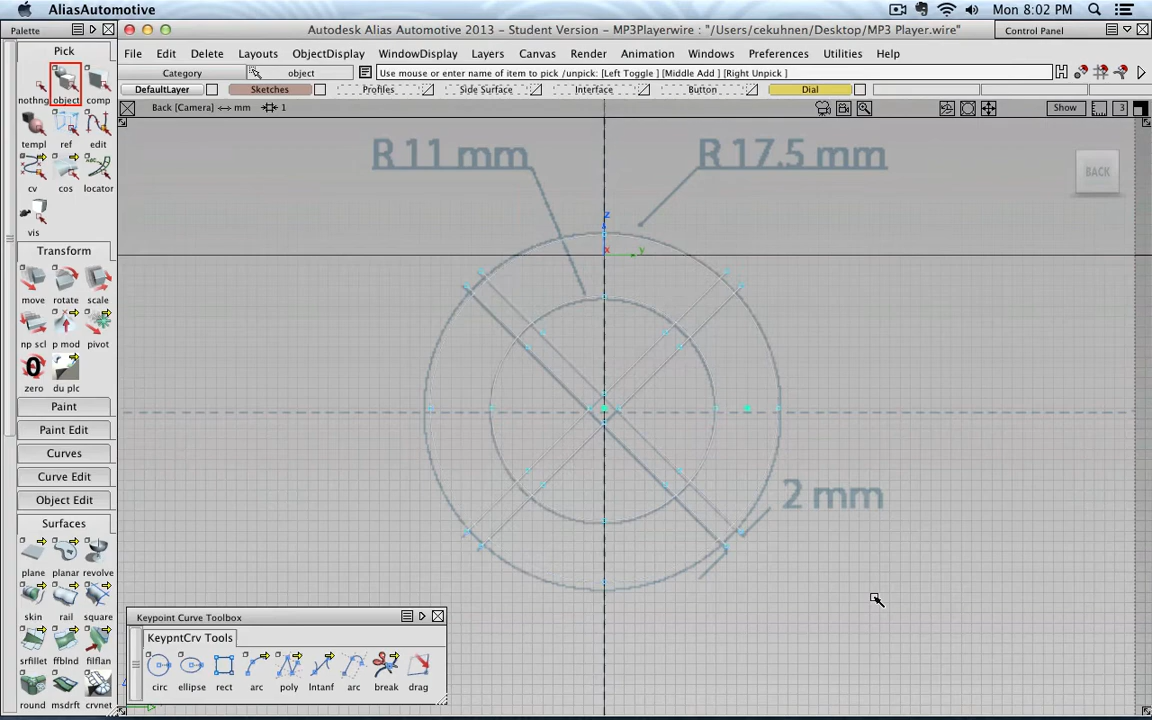 AliasAutomotive
Mon 8:02 PM
Palette
Autodesk Alias Automotive 2013 - Student Version - MP3Playerwire : "/Users/cekuhnen/Desktop/MP3 Player.wire"
Control Panel
Pick
File Edit Delete Layouts ObjectDisplay WindowDisplay Layers Canvas Render Animation Windows Preferences Utilities Help
Category
object
Use mouse or enter name of item to pick /unpick: [Left Toggle ] [Middle Add ] [Right Unpick ]
DefaultLayer Sketches Profiles Side Surface Interface Button Dial
nothng object comp
Back [Camera] mm 1
Show
3
templ ref edit
R 11 mm
R 17.5 mm
BACK
cv cos locator
vis
z
x
y
Transform
move rotate scale
np scl p mod pivot
0
zero du plc
Paint
Paint Edit
Curves
Curve Edit
Object Edit
2 mm
Surfaces
plane planar revolve
skin rail square
Keypoint Curve Toolbox
KeypntCrv Tools
srfillet ffblnd filflan
circ ellipse rect arc poly lntanf arc break drag
round msdrft crvnet